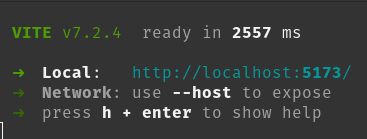 VITE v7.2.4 ready in 2557 ms
➜ Local: http://localhost:5173/
➜ Network: use --host to expose
➜ press h + enter to show help